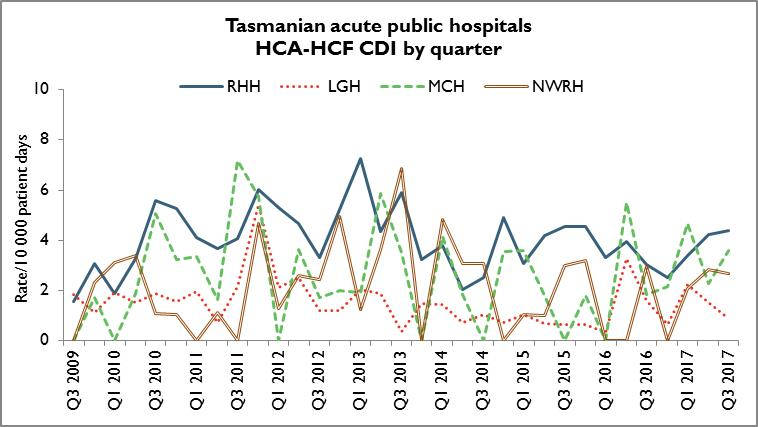 Tasmanian acute public hospitals
HCA-HCF CDI by quarter
RHH LGH MCH NWRH
Rate/10 000 patient days
10
8
6
4
2
0
Q3 2009
Q1 2010
Q3 2010
Q1 2011
Q3 2011
Q1 2012
Q3 2012
Q1 2013
Q3 2013
Q1 2014
Q3 2014
Q1 2015
Q3 2015
Q1 2016
Q3 2016
Q1 2017
Q3 2017